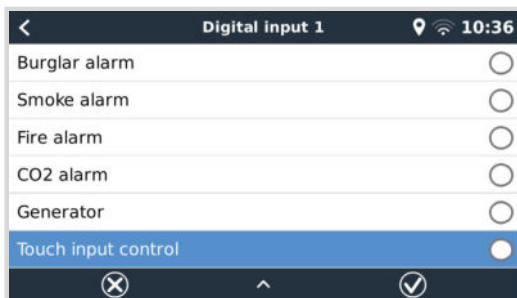 Digital input 1 10:36
Burglar alarm
Smoke alarm
Fire alarm
CO2 alarm
Generator
Touch input control